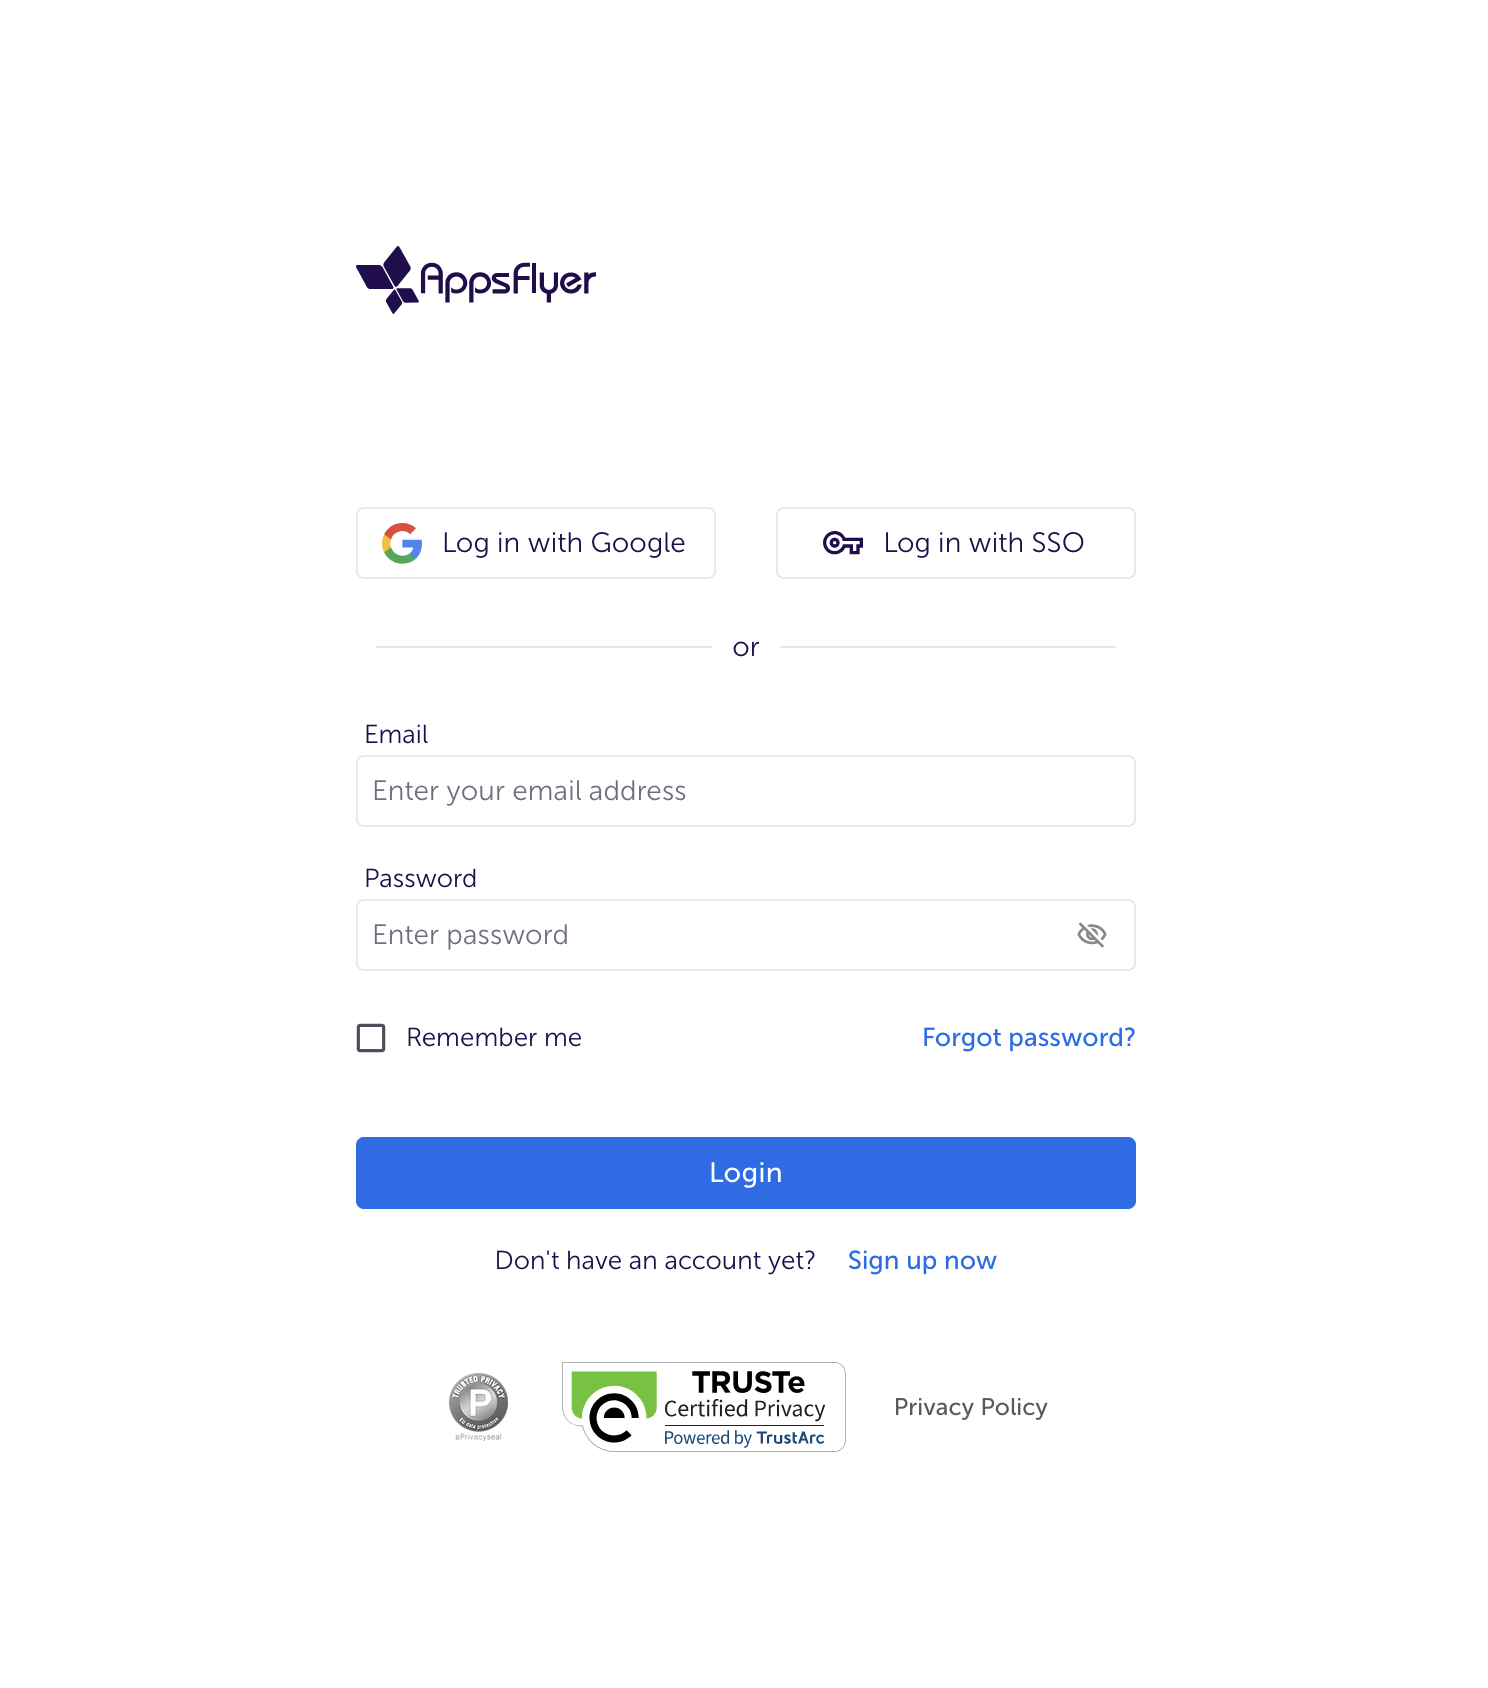 AppsFlyer
Log in with Google
Log in with SSO
or
Email
Enter your email address
Password
Enter password
Remember me
Forgot password?
Login
Don't have an account yet? Sign up now
TRUSTED PRIVACY
P
EU data protection
ePrivacyseal
TRUSTe
Certified Privacy
Powered by TrustArc
Privacy Policy